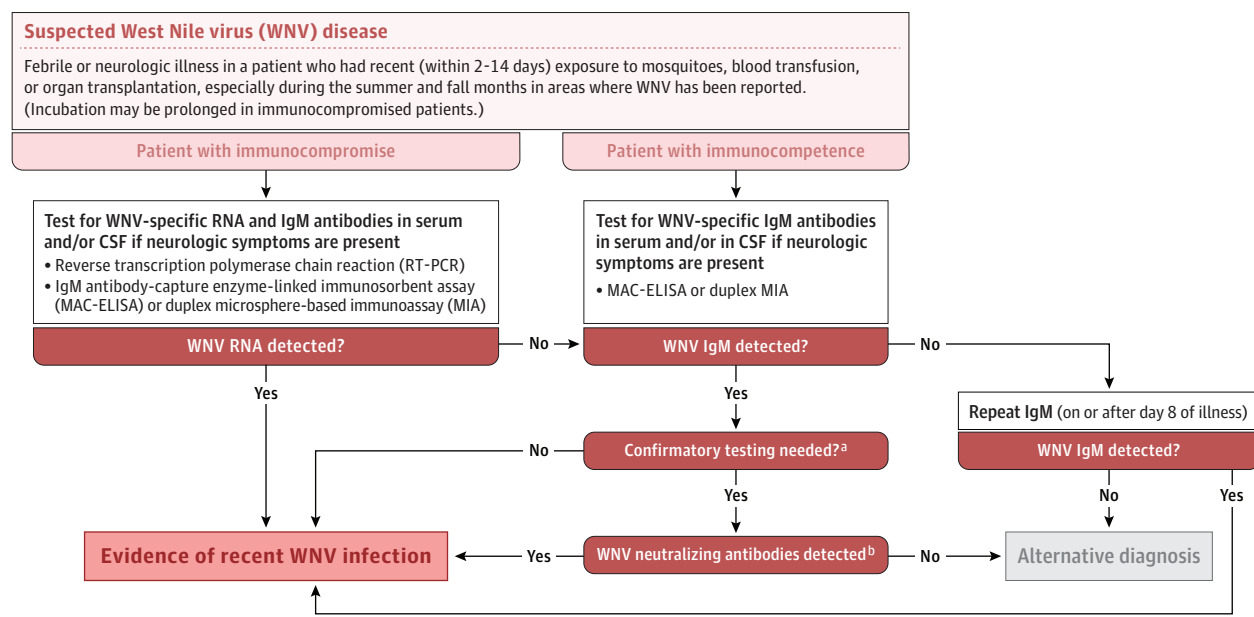 Suspected West Nile virus (WNV) disease
Febrile or neurologic illness in a patient who had recent (within 2-14 days) exposure to mosquitoes, blood transfusion,
or organ transplantation, especially during the summer and fall months in areas where WNV has been reported.
(Incubation may be prolonged in immunocompromised patients.)
Patient with immunocompromise
Patient with immunocompetence
Test for WNV-specific RNA and IgM antibodies in serum
and/or CSF if neurologic symptoms are present
• Reverse transcription polymerase chain reaction (RT-PCR)
• IgM antibody-capture enzyme-linked immunosorbent assay
(MAC-ELISA) or duplex microsphere-based immunoassay (MIA)
Test for WNV-specific IgM antibodies
in serum and/or in CSF if neurologic
symptoms are present
• MAC-ELISA or duplex MIA
WNV RNA detected?
No
WNV IgM detected?
No
Yes
Yes
Repeat IgM (on or after day 8 of illness)
WNV IgM detected?
No
Confirmatory testing needed?a
Yes
No
Yes
Evidence of recent WNV infection
Yes
WNV neutralizing antibodies detectedb
No
Alternative diagnosis